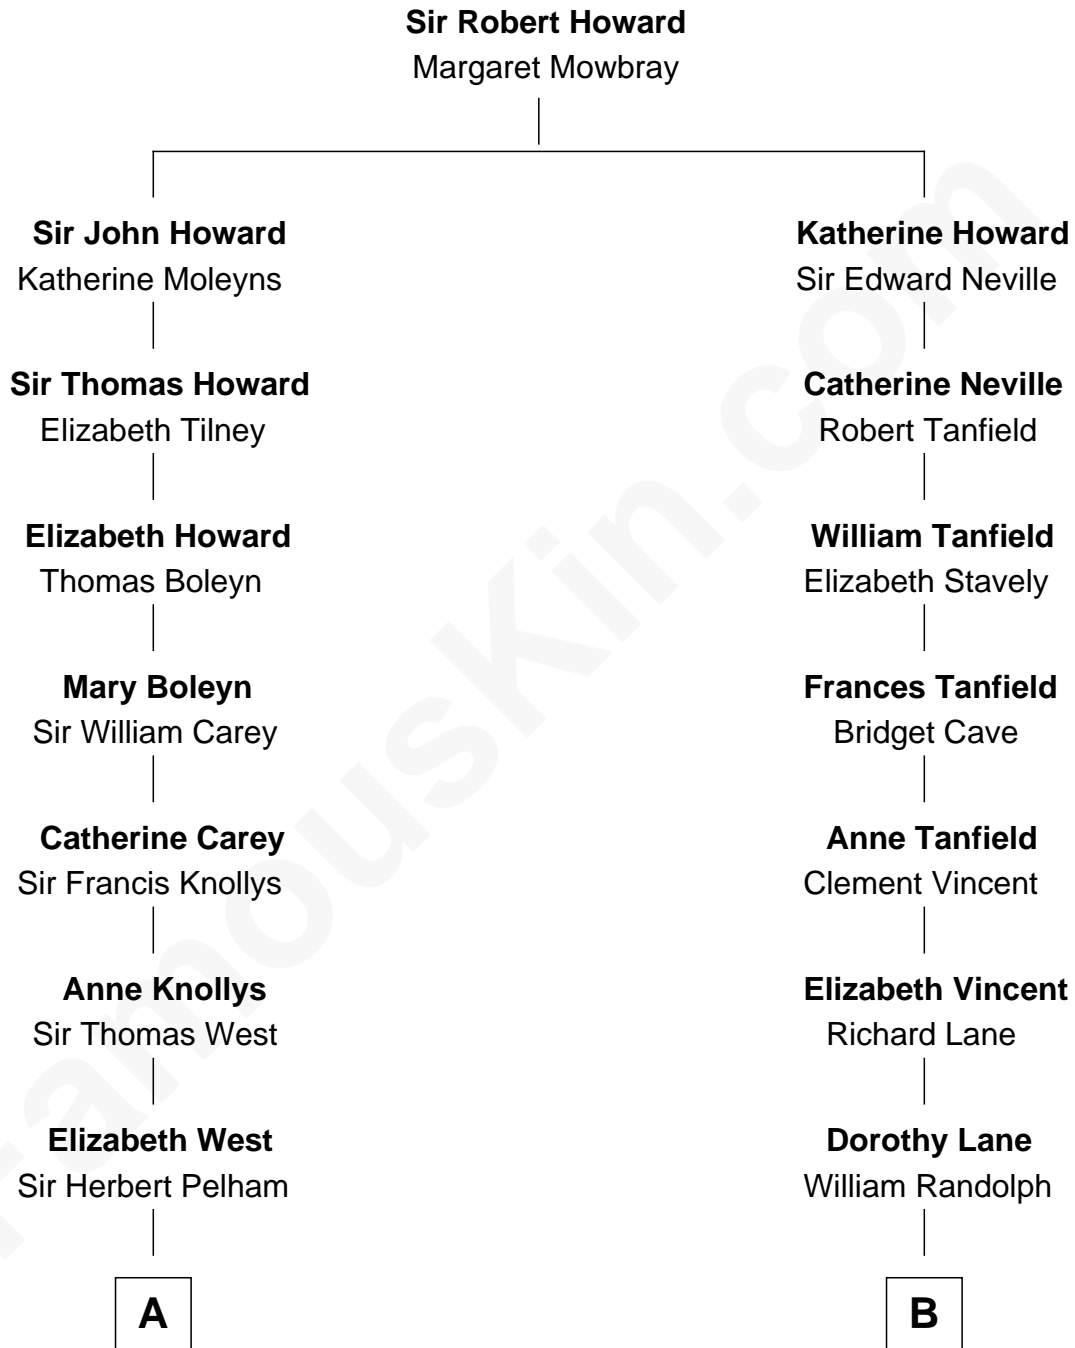 Sir Robert Howard
Margaret Mowbray
Sir John Howard
Katherine Moleyns
Katherine Howard
Sir Edward Neville
Sir Thomas Howard
Elizabeth Tilney
Catherine Neville
Robert Tanfield
Elizabeth Howard
Thomas Boleyn
William Tanfield
Elizabeth Stavely
Mary Boleyn
Sir William Carey
Frances Tanfield
Bridget Cave
Catherine Carey
Sir Francis Knollys
Anne Tanfield
Clement Vincent
Anne Knollys
Sir Thomas West
Elizabeth Vincent
Richard Lane
Elizabeth West
Sir Herbert Pelham
Dorothy Lane
William Randolph
A
B
FamousKin.com